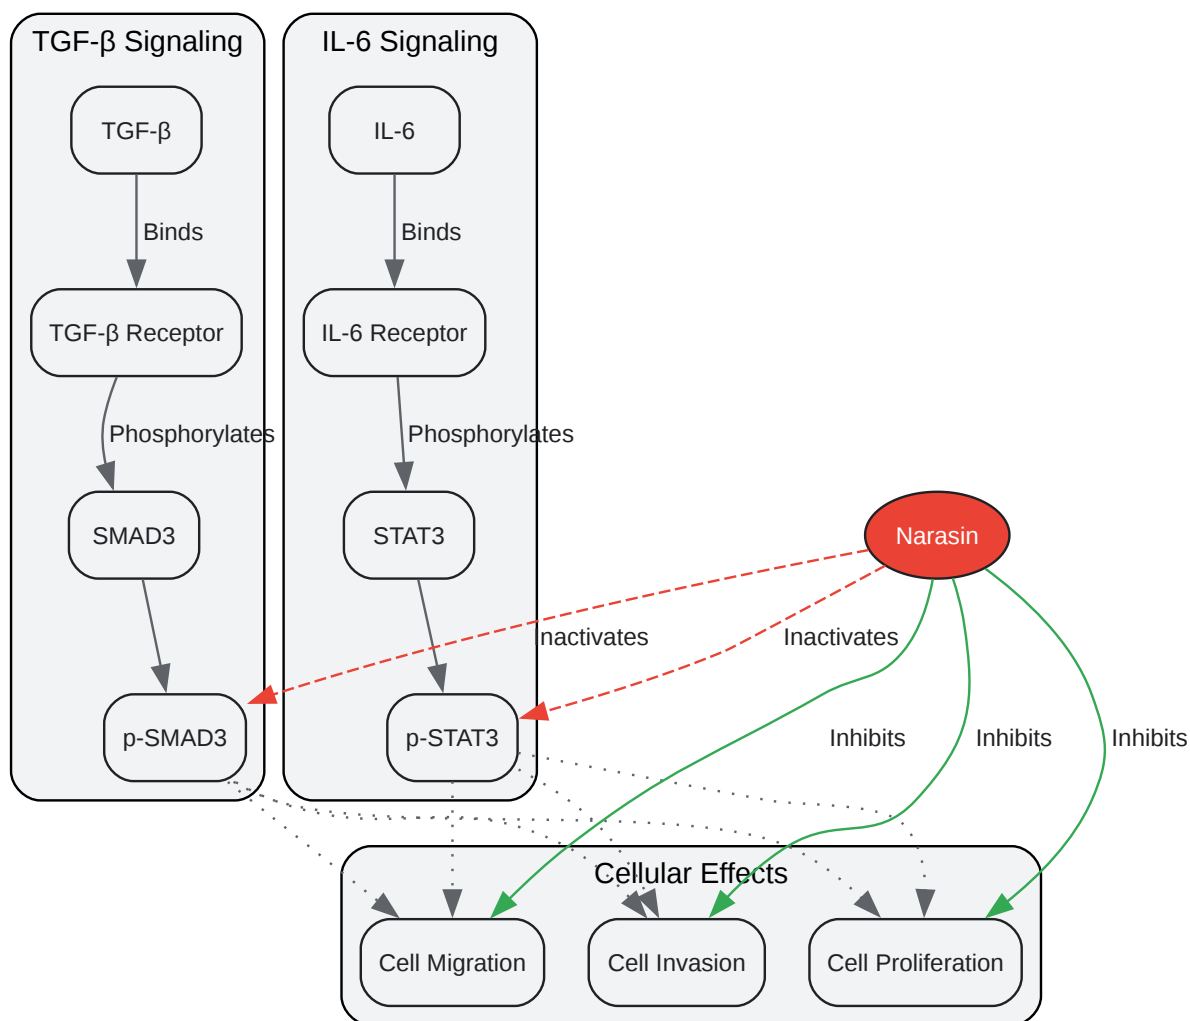 TGF-β Signaling
IL-6 Signaling
TGF-β
IL-6
Binds
Binds
TGF-β Receptor
IL-6 Receptor
Phosphorylates
Phosphorylates
SMAD3
STAT3
Narasin
Inactivates
Inactivates
p-SMAD3
p-STAT3
Inhibits
Inhibits
Inhibits
Cellular Effects
Cell Migration
Cell Invasion
Cell Proliferation